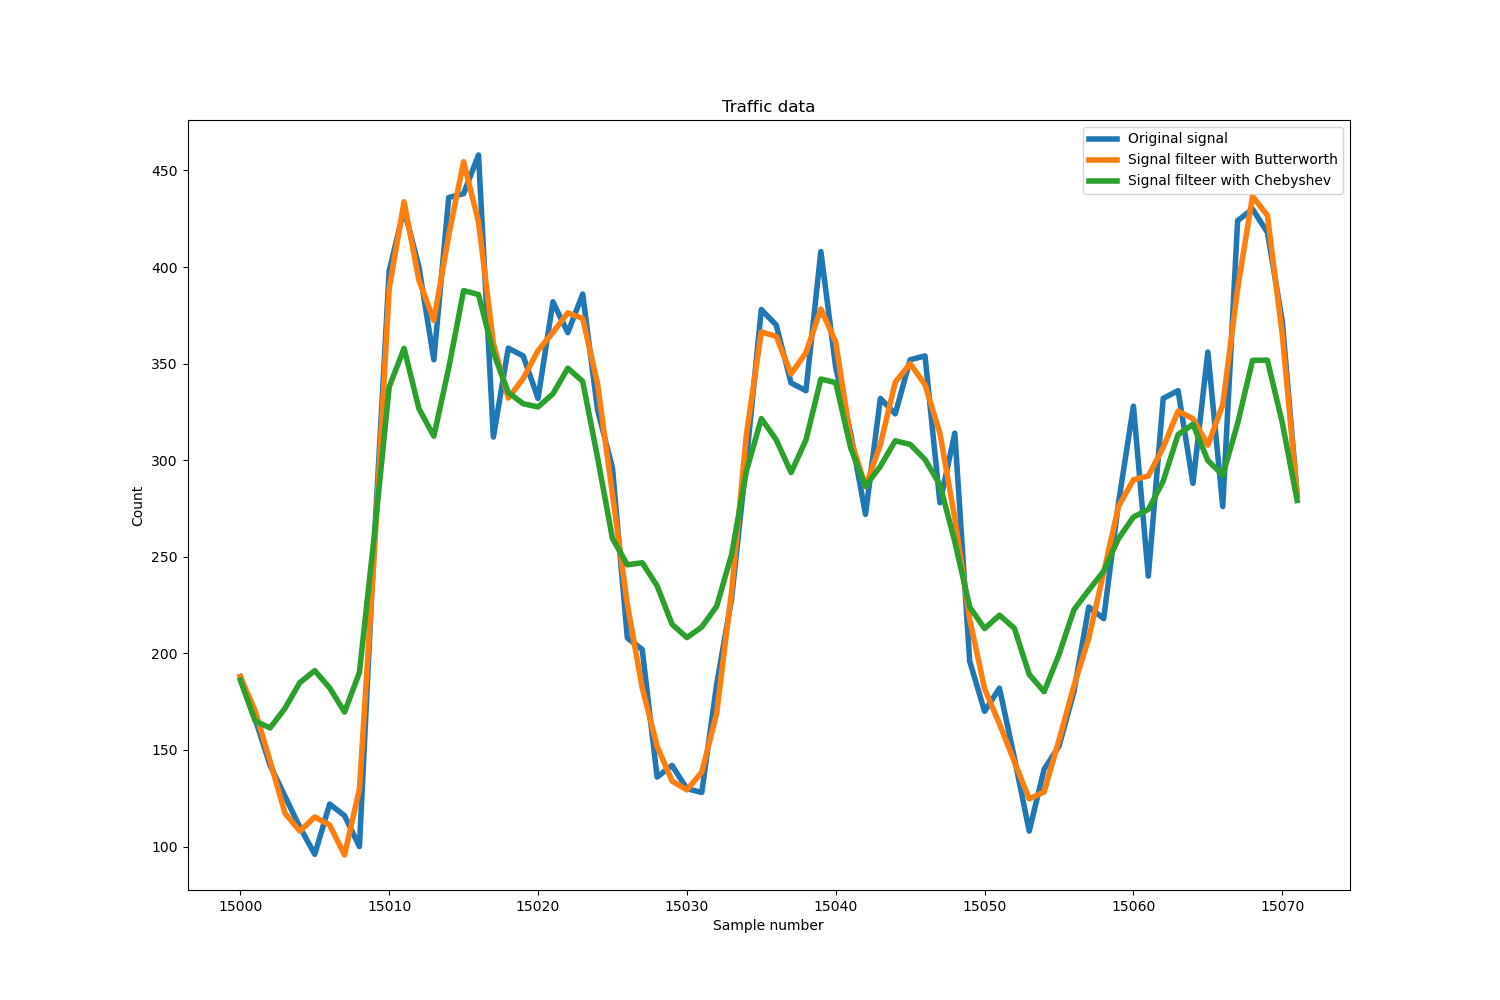 Traffic data
Original signal
Signal filteer with Butterworth
Signal filteer with Chebyshev
450
400
350
300
250
200
150
100
Count
15000 15010 15020 15030 15040 15050 15060 15070
Sample number